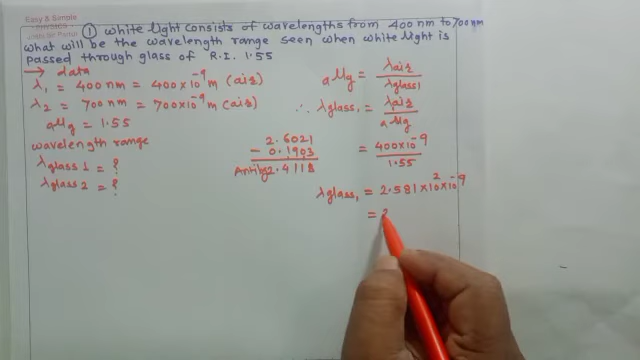 Easy & Simple
PHYSICS
① White light consists of wavelengths from 400 nm to 700 nm
what will be the wavelength range seen when white light is
passed through glass of R.I. 1.55
→ data
λ₁ = 400 nm = 400×10⁻⁹ m (air)
λ₂ = 700 nm = 700×10⁻⁹ m (air)
aμg = 1.55
wavelength range
λglass 1 = ?
λglass 2 = ?
2.6021
− 0.1903
Antilog 2.4118
aμg = λair / λglass1
∴ λglass1 = λair / aμg
= 400×10⁻⁹ / 1.55
λglass1 = 2.581×10²×10⁻⁹
= 2